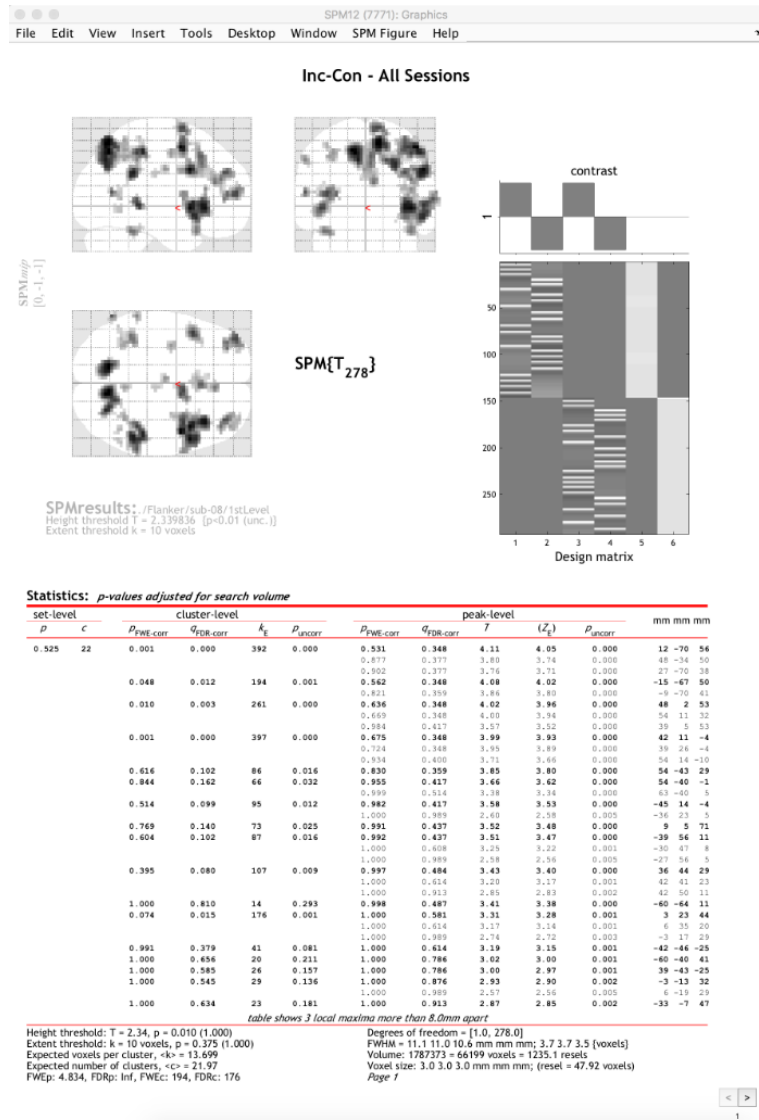 SPM12 (7771): Graphics
File Edit View Insert Tools Desktop Window SPM Figure Help
Inc-Con - All Sessions
contrast
1
SPMmip
[0, -1, -1]
<
<
<
SPM{T278}
50
100
150
200
250
1 2 3 4 5 6
Design matrix
SPMresults: ./Flanker/sub-08/1stLevel
Height threshold T = 2.339836 {p<0.01 (unc.)}
Extent threshold k = 10 voxels
Statistics: p-values adjusted for search volume
set-level cluster-level peak-level mm mm mm
p c pFWE-corr qFDR-corr kE puncorr pFWE-corr qFDR-corr T (ZE) puncorr
0.525 22 0.001 0.000 392 0.000 0.531 0.348 4.11 4.05 0.000 12 -70 56
0.877 0.377 3.80 3.74 0.000 48 -34 50
0.902 0.377 3.76 3.71 0.000 27 -70 38
0.048 0.012 194 0.001 0.562 0.348 4.08 4.02 0.000 -15 -67 50
0.821 0.359 3.86 3.80 0.000 -9 -70 41
0.010 0.003 261 0.000 0.636 0.348 4.02 3.96 0.000 48 2 53
0.669 0.348 4.00 3.94 0.000 54 11 32
0.984 0.417 3.57 3.52 0.000 39 5 53
0.001 0.000 397 0.000 0.675 0.348 3.99 3.93 0.000 42 11 -4
0.724 0.348 3.95 3.89 0.000 39 26 -4
0.934 0.400 3.71 3.66 0.000 54 14 -10
0.616 0.102 86 0.016 0.830 0.359 3.85 3.80 0.000 54 -43 29
0.844 0.162 66 0.032 0.955 0.417 3.66 3.62 0.000 54 -40 -1
0.999 0.514 3.38 3.34 0.000 63 -40 5
0.514 0.099 95 0.012 0.982 0.417 3.58 3.53 0.000 -45 14 -4
1.000 0.989 2.60 2.58 0.005 -36 23 5
0.769 0.140 73 0.025 0.991 0.437 3.52 3.48 0.000 9 5 71
0.604 0.102 87 0.016 0.992 0.437 3.51 3.47 0.000 -39 56 11
1.000 0.608 3.25 3.22 0.001 -30 47 8
1.000 0.989 2.58 2.56 0.005 -27 56 5
0.395 0.080 107 0.009 0.997 0.484 3.43 3.40 0.000 36 44 29
1.000 0.614 3.20 3.17 0.001 42 41 23
1.000 0.913 2.85 2.83 0.002 42 50 11
1.000 0.810 14 0.293 0.998 0.487 3.41 3.38 0.000 -60 -64 11
0.074 0.015 176 0.001 1.000 0.581 3.31 3.28 0.001 3 23 44
1.000 0.614 3.17 3.14 0.001 6 35 20
1.000 0.989 2.74 2.72 0.003 -3 17 29
0.991 0.379 41 0.081 1.000 0.614 3.19 3.15 0.001 -42 -46 -25
1.000 0.656 20 0.211 1.000 0.786 3.02 3.00 0.001 -60 -40 41
1.000 0.585 26 0.157 1.000 0.786 3.00 2.97 0.001 39 -43 -25
1.000 0.545 29 0.136 1.000 0.876 2.93 2.90 0.002 -3 -13 32
1.000 0.989 2.57 2.56 0.005 6 -19 29
1.000 0.634 23 0.181 1.000 0.913 2.87 2.85 0.002 -33 -7 47
table shows 3 local maxima more than 8.0mm apart
Height threshold: T = 2.34, p = 0.010 (1.000) Degrees of freedom = [1.0, 278.0]
Extent threshold: k = 10 voxels, p = 0.375 (1.000) FWHM = 11.1 11.0 10.6 mm mm mm; 3.7 3.7 3.5 {voxels}
Expected voxels per cluster, <k> = 13.699 Volume: 1787373 = 66199 voxels = 1235.1 resels
Expected number of clusters, <c> = 21.97 Voxel size: 3.0 3.0 3.0 mm mm mm; (resel = 47.92 voxels)
FWEp: 4.834, FDRp: Inf, FWEc: 194, FDRc: 176 Page 1
< >
1